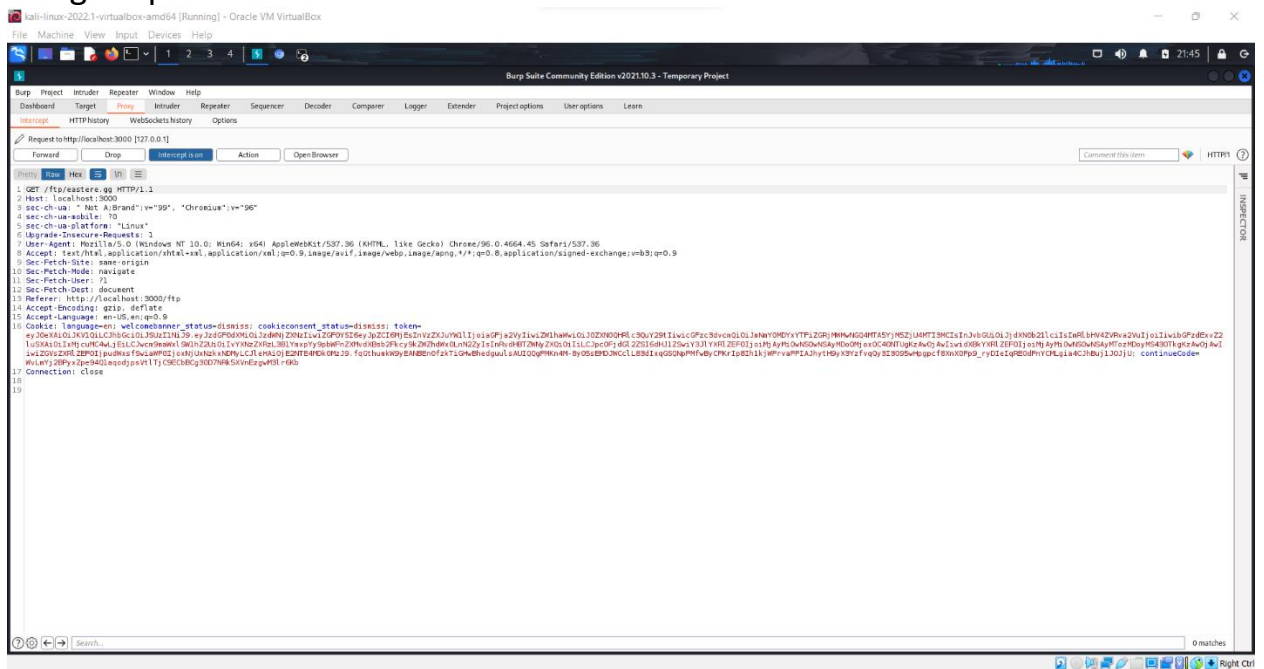 kali-linux-2022.1-virtualbox-amd64 [Running] - Oracle VM VirtualBox
File Machine View Input Devices Help
1 2 3 4
21:45
Burp Suite Community Edition v2021.10.3 - Temporary Project
Burp Project Intruder Repeater Window Help
Dashboard Target Proxy Intruder Repeater Sequencer Decoder Comparer Logger Extender Project options User options Learn
Intercept HTTP history WebSockets history Options
Request to http://localhost:3000 [127.0.0.1]
Forward Drop Intercept is on Action Open Browser Comment this item HTTP/1 ?
Pretty Raw Hex \n
INSPECTOR
1 GET /ftp/eastere.gg HTTP/1.1
2 Host: localhost:3000
3 sec-ch-ua: " Not A;Brand";v="99", "Chromium";v="96"
4 sec-ch-ua-mobile: ?0
5 sec-ch-ua-platform: "Linux"
6 Upgrade-Insecure-Requests: 1
7 User-Agent: Mozilla/5.0 (Windows NT 10.0; Win64; x64) AppleWebKit/537.36 (KHTML, like Gecko) Chrome/96.0.4664.45 Safari/537.36
8 Accept: text/html,application/xhtml+xml,application/xml;q=0.9,image/avif,image/webp,image/apng,*/*;q=0.8,application/signed-exchange;v=b3;q=0.9
9 Sec-Fetch-Site: same-origin
10 Sec-Fetch-Mode: navigate
11 Sec-Fetch-User: ?1
12 Sec-Fetch-Dest: document
13 Referer: http://localhost:3000/ftp
14 Accept-Encoding: gzip, deflate
15 Accept-Language: en-US,en;q=0.9
16 Cookie: language=en; welcomebanner_status=dismiss; cookieconsent_status=dismiss; token=
continueCode=
17 Connection: close
18
19
Search...
0 matches
Right Ctrl